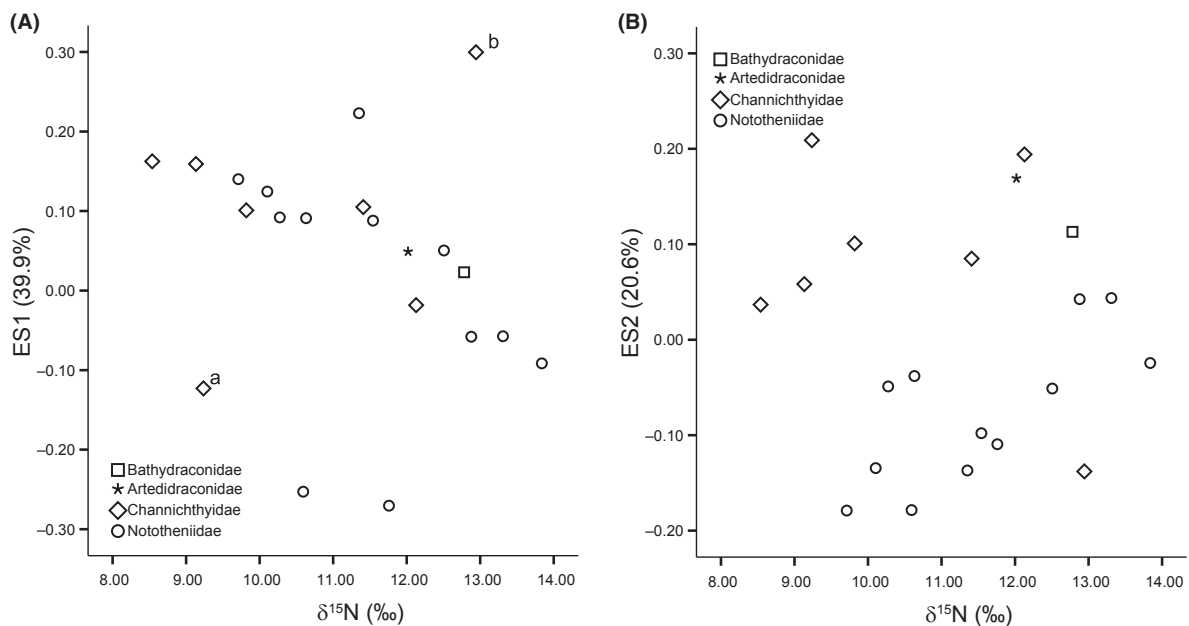 (A)
0.30
0.20
0.10
0.00
–0.10
–0.20
–0.30
ES1 (39.9%)
b
a
Bathydraconidae
Artedidraconidae
Channichthyidae
Nototheniidae
8.00 9.00 10.00 11.00 12.00 13.00 14.00
δ¹⁵N (‰)
(B)
0.30
0.20
0.10
0.00
–0.10
–0.20
ES2 (20.6%)
Bathydraconidae
Artedidraconidae
Channichthyidae
Nototheniidae
8.00 9.00 10.00 11.00 12.00 13.00 14.00
δ¹⁵N (‰)